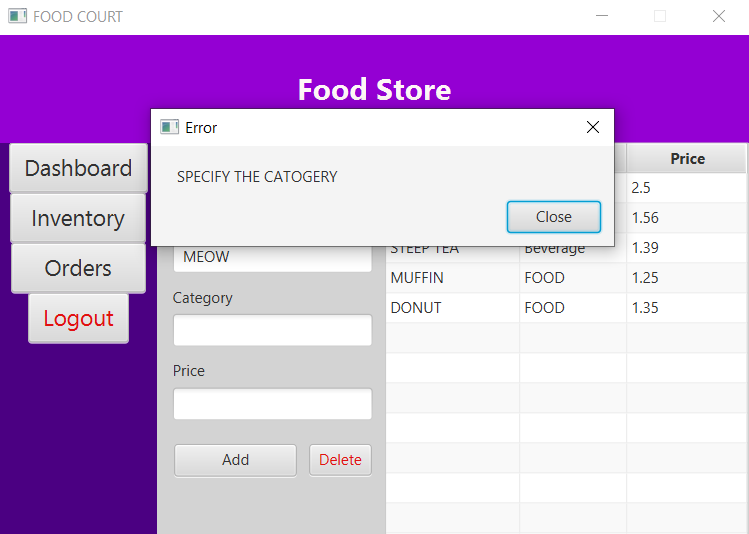 FOOD COURT
Food Store
Error
SPECIFY THE CATOGERY
Close
Dashboard
Inventory
Orders
Logout
MEOW
Category
Price
Add
Delete
Price
2.5
1.56
STEEP TEA Beverage 1.39
MUFFIN FOOD 1.25
DONUT FOOD 1.35